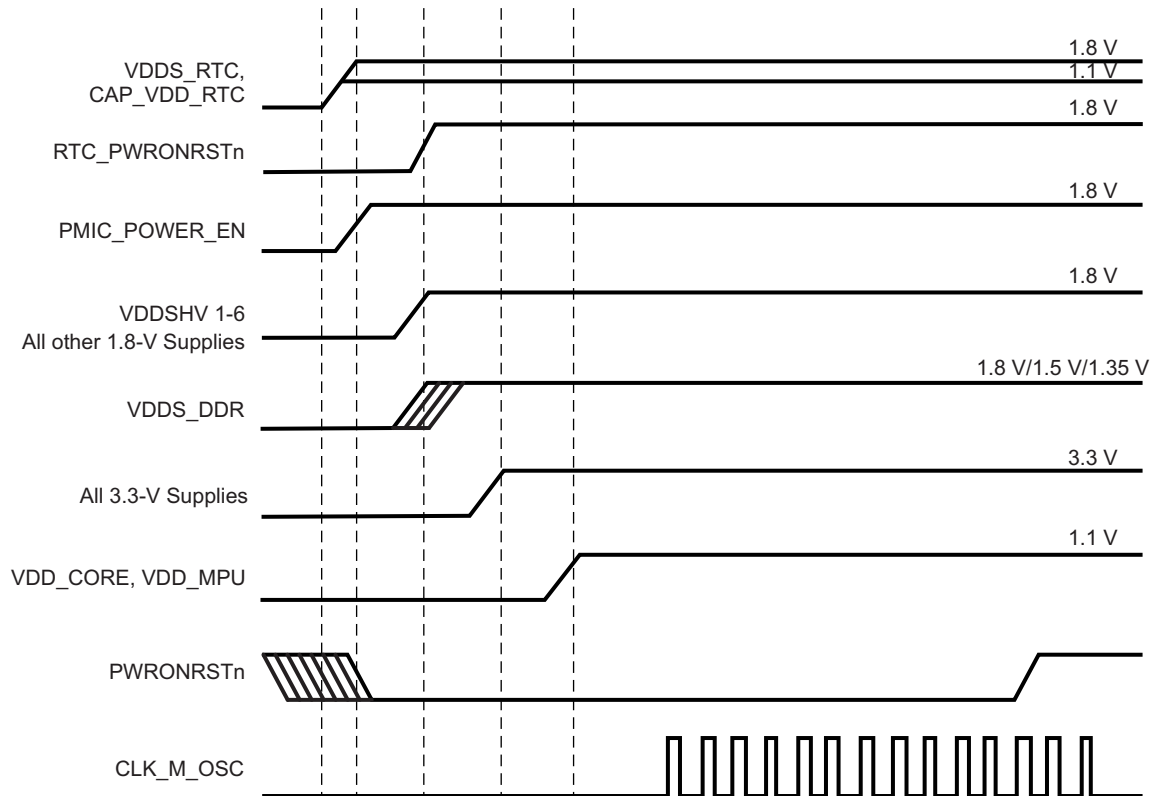 1.8 V
VDDS_RTC,
1.1 V
CAP_VDD_RTC
1.8 V
RTC_PWRONRSTn
1.8 V
PMIC_POWER_EN
1.8 V
VDDSHV 1-6
All other 1.8-V Supplies
1.8 V/1.5 V/1.35 V
VDDS_DDR
3.3 V
All 3.3-V Supplies
1.1 V
VDD_CORE, VDD_MPU
PWRONRSTn
CLK_M_OSC